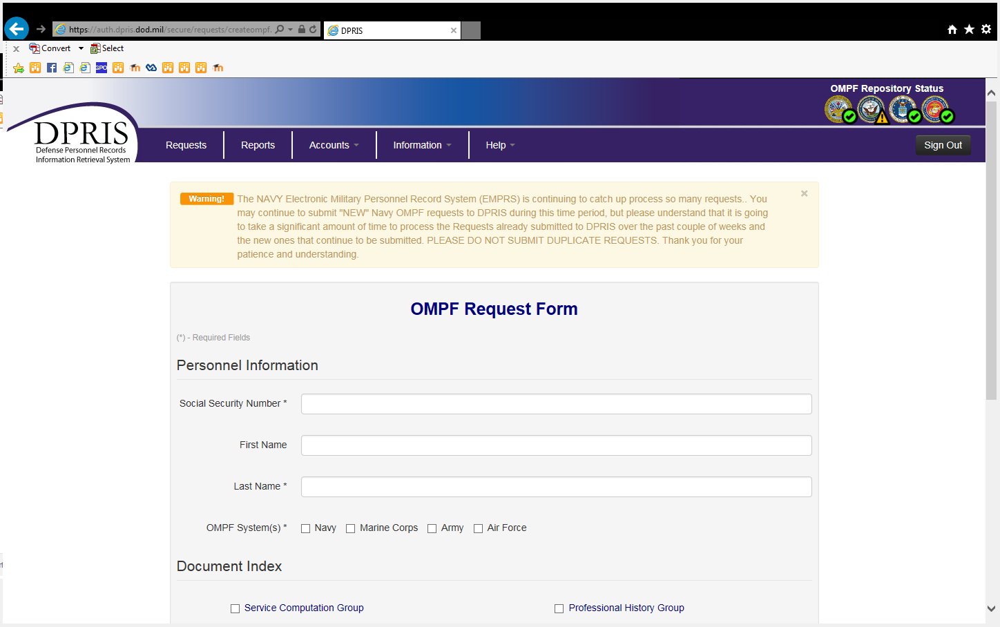 https://auth.dpris.dod.mil/secure/requests/createompf.
DPRIS
Convert
Select
GPO
OMPF Repository Status
DPRIS
Defense Personnel Records
Information Retrieval System
Requests
Reports
Accounts
Information
Help
Sign Out
Warning!
The NAVY Electronic Military Personnel Record System (EMPRS) is continuing to catch up process so many requests.. You
may continue to submit "NEW" Navy OMPF requests to DPRIS during this time period, but please understand that it is going
to take a significant amount of time to process the Requests already submitted to DPRIS over the past couple of weeks and
the new ones that continue to be submitted. PLEASE DO NOT SUBMIT DUPLICATE REQUESTS. Thank you for your
patience and understanding.
OMPF Request Form
(*) - Required Fields
Personnel Information
Social Security Number *
First Name
Last Name *
OMPF System(s) *
Navy
Marine Corps
Army
Air Force
Document Index
Service Computation Group
Professional History Group